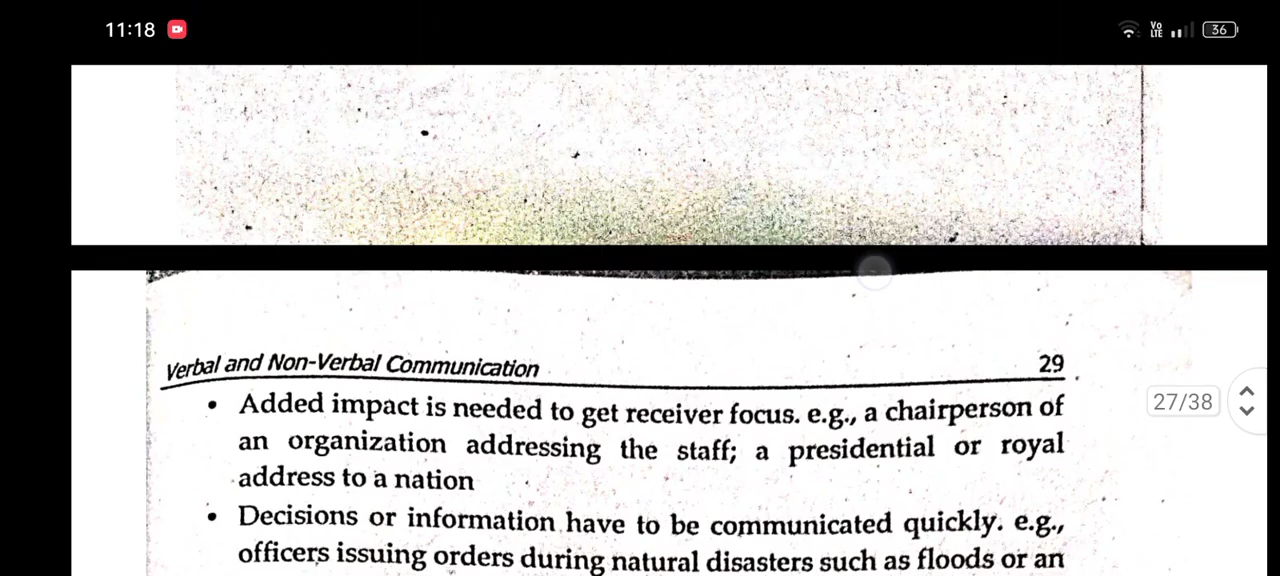 11:18
Vo
LTE
36
Verbal and Non-Verbal Communication 29
• Added impact is needed to get receiver focus. e.g., a chairperson of
an organization addressing the staff; a presidential or royal
address to a nation
27/38
• Decisions or information have to be communicated quickly. e.g.,
officers issuing orders during natural disasters such as floods or an